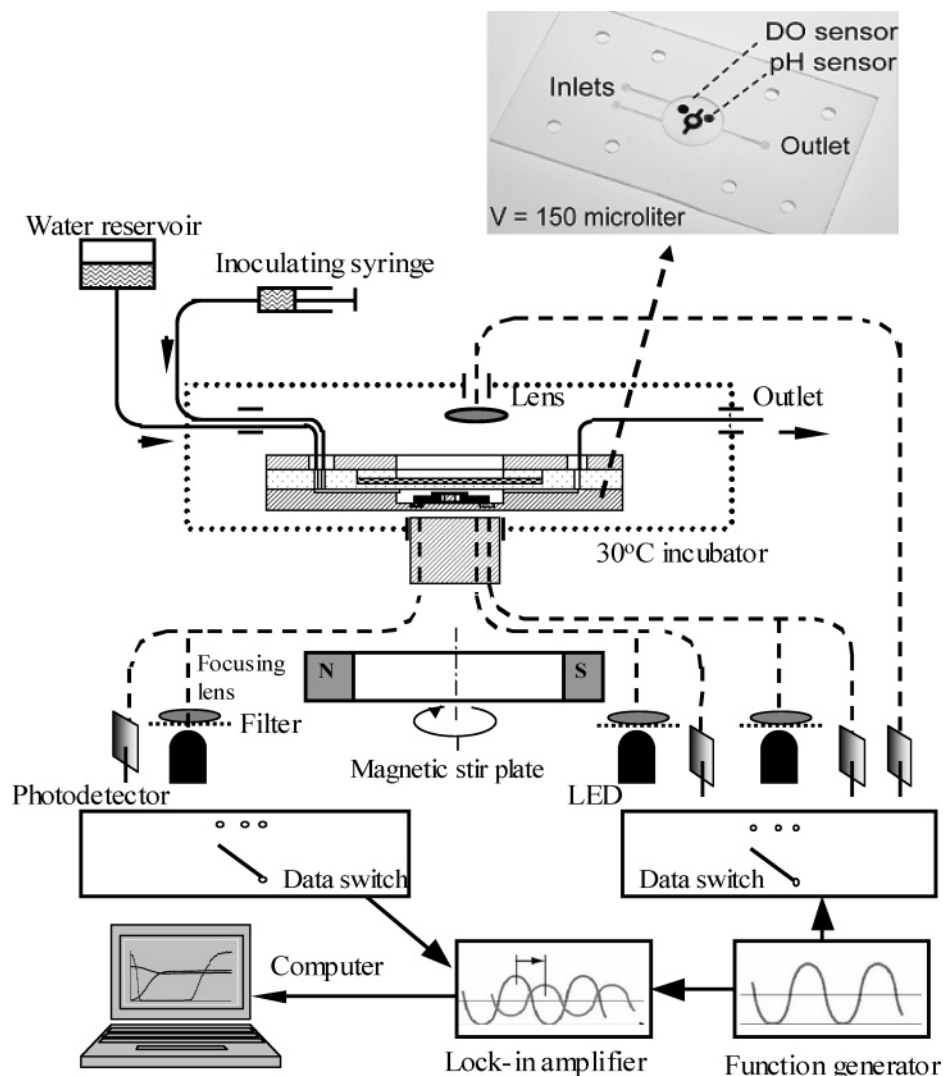 DO sensor
pH sensor
Inlets
Outlet
V = 150 microliter
Water reservoir
Inoculating syringe
Lens
Outlet
30°C incubator
Focusing
lens
Filter
N
S
Magnetic stir plate
Photodetector
LED
Data switch
Data switch
Computer
Lock-in amplifier
Function generator